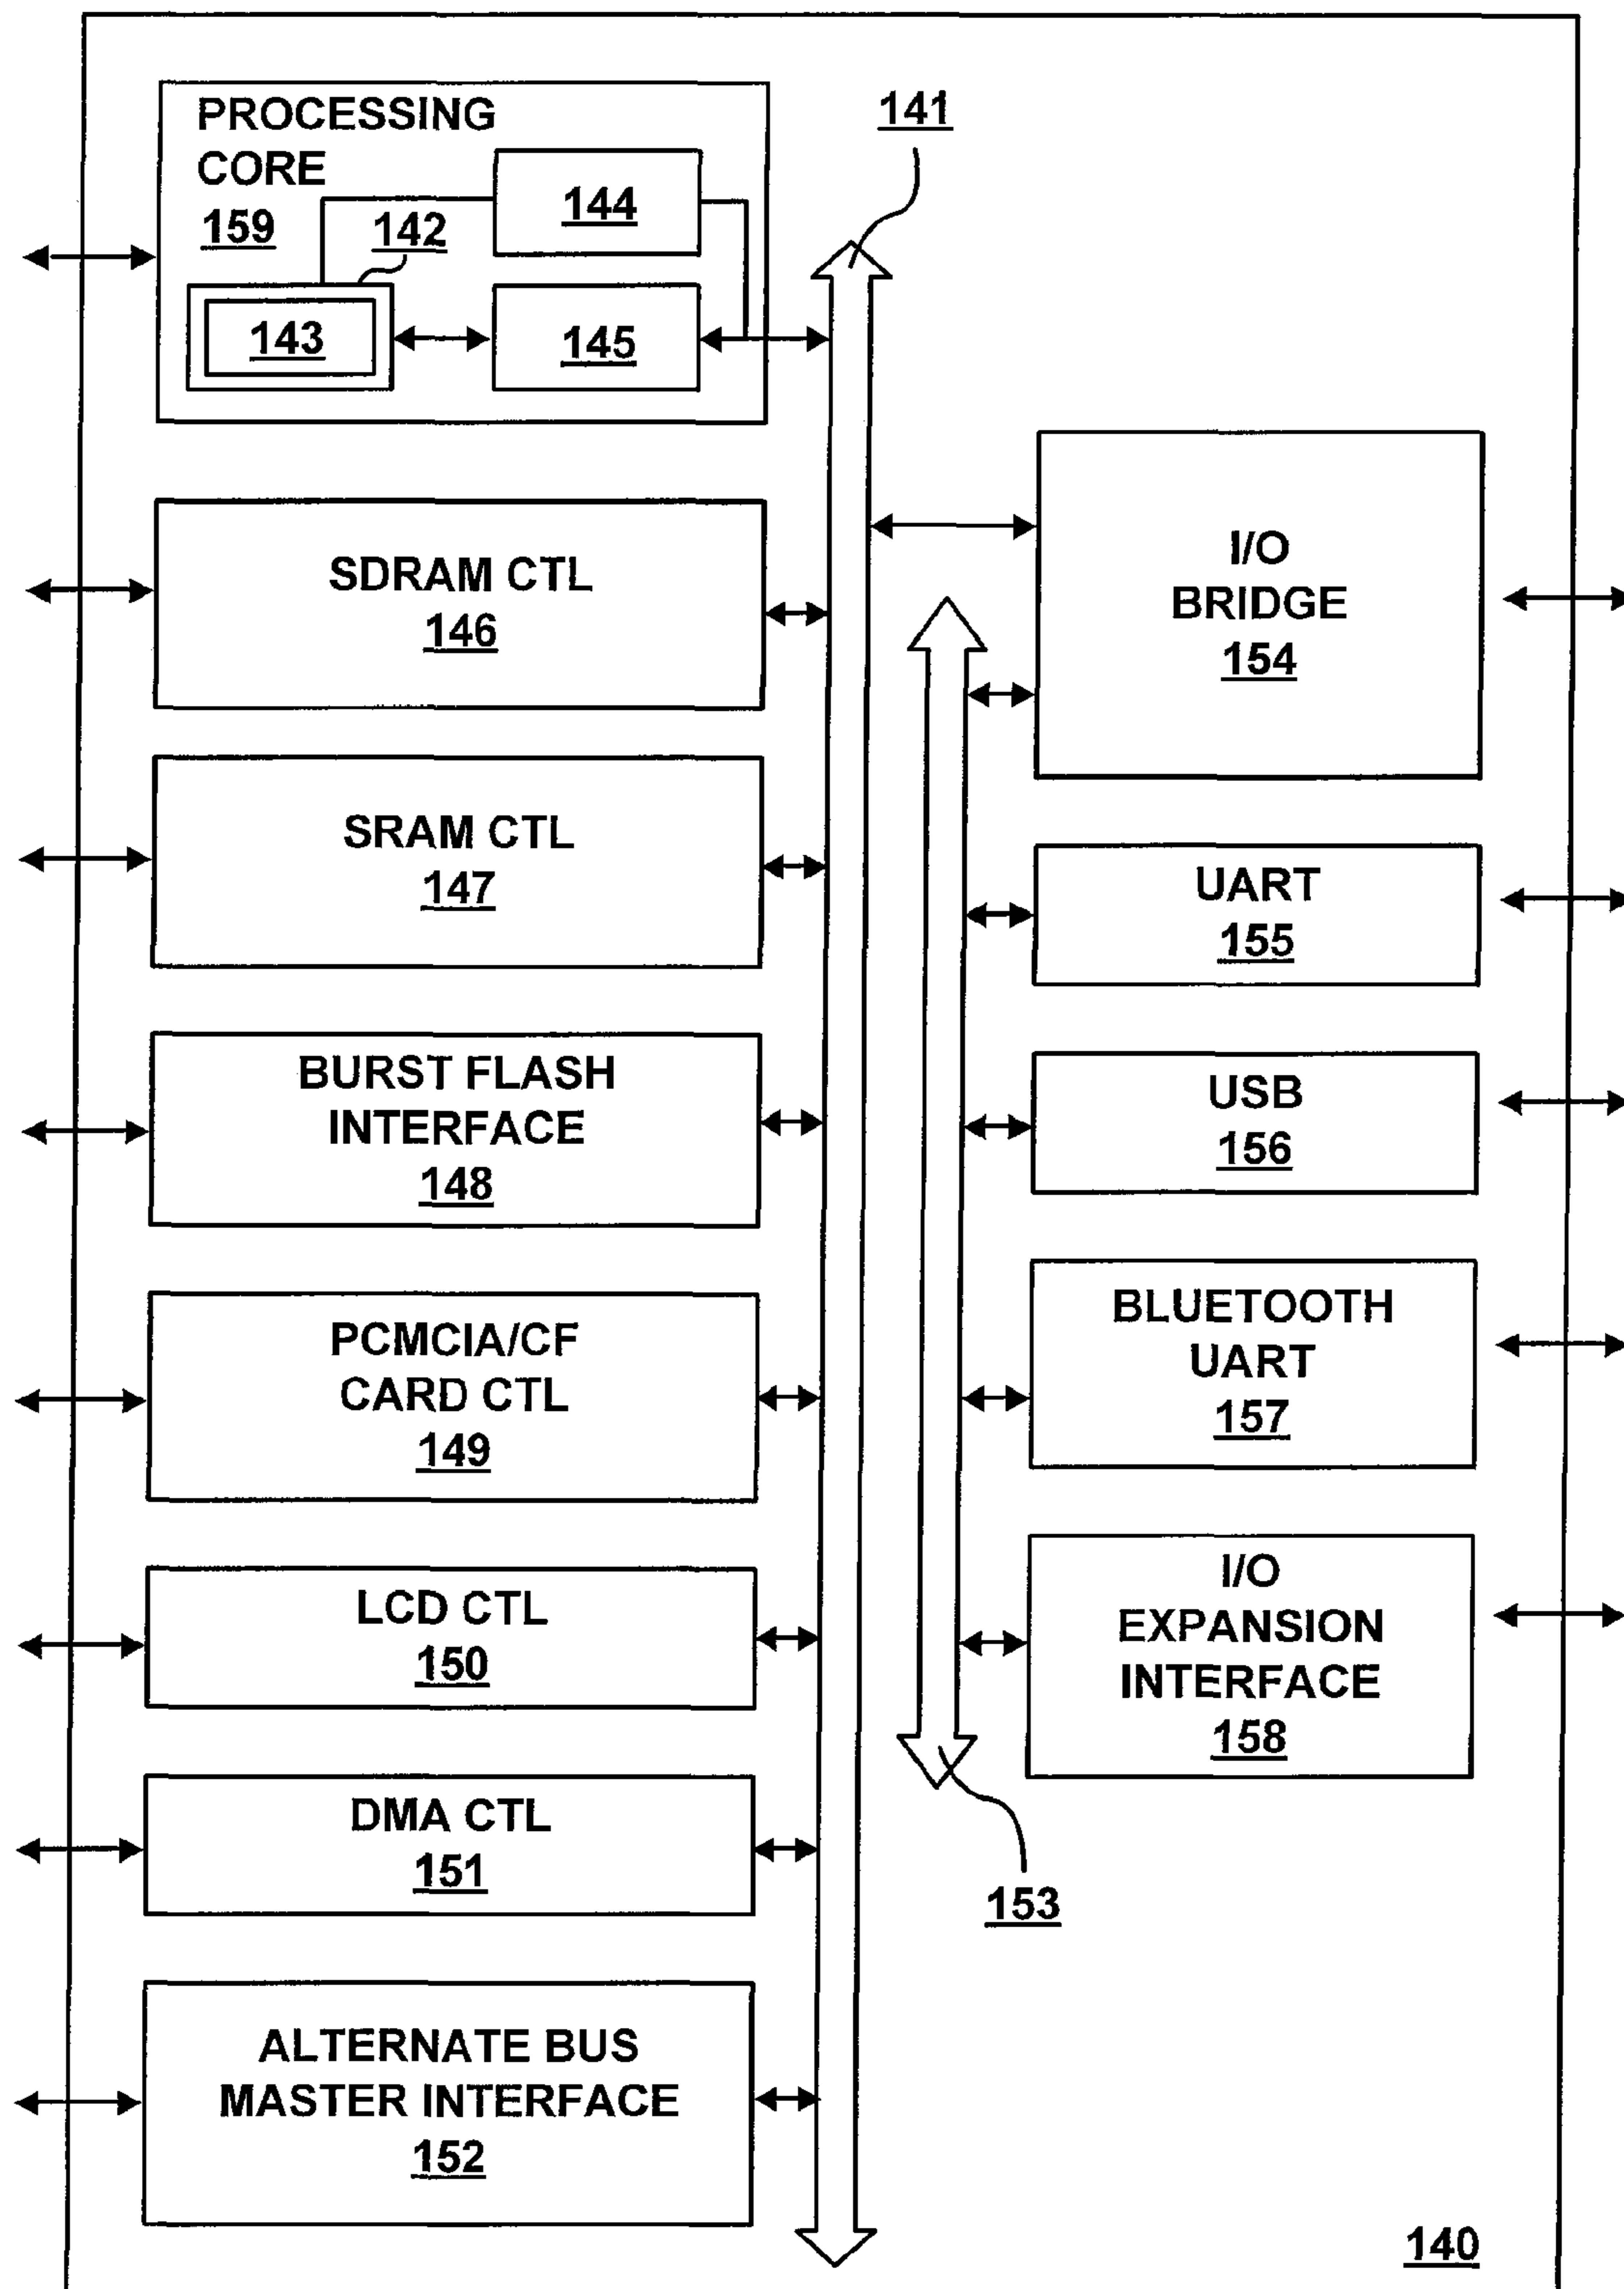 PROCESSING
CORE
159
142
144
143
145
141
SDRAM CTL
146
SRAM CTL
147
BURST FLASH
INTERFACE
148
PCMCIA/CF
CARD CTL
149
LCD CTL
150
DMA CTL
151
ALTERNATE BUS
MASTER INTERFACE
152
I/O
BRIDGE
154
UART
155
USB
156
BLUETOOTH
UART
157
I/O
EXPANSION
INTERFACE
158
153
140